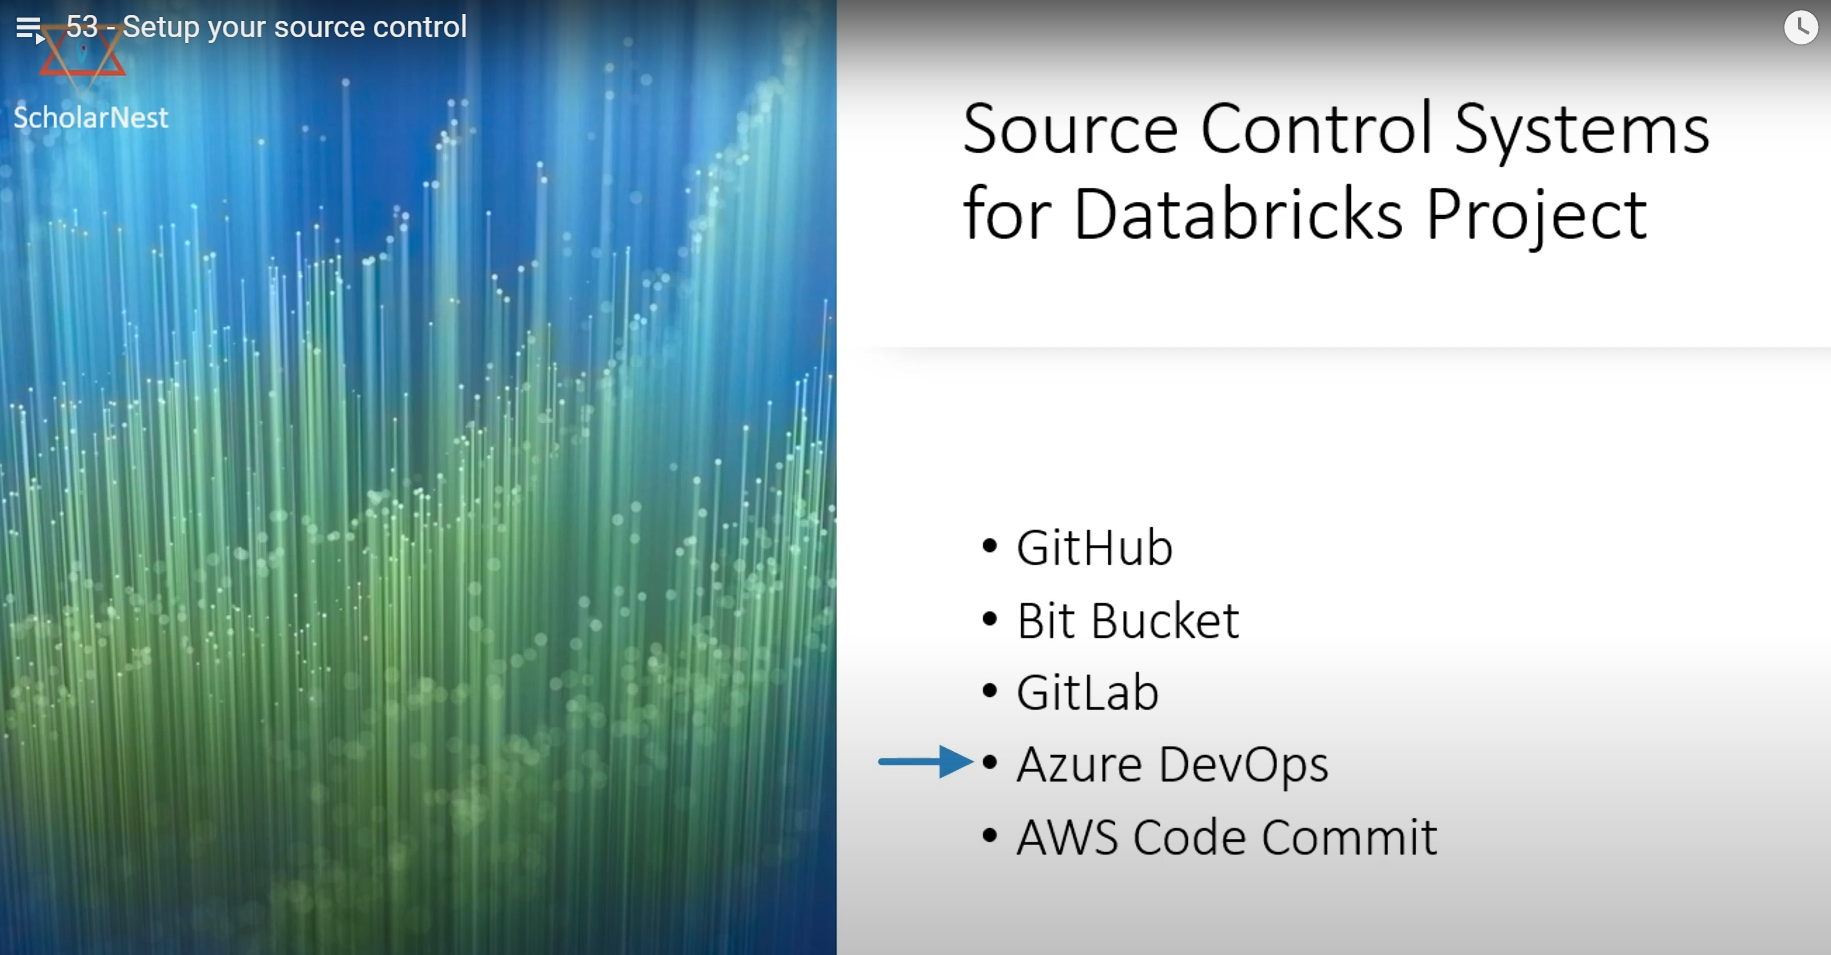 53 - Setup your source control
ScholarNest
Source Control Systems
for Databricks Project
• GitHub
• Bit Bucket
• GitLab
• Azure DevOps
• AWS Code Commit